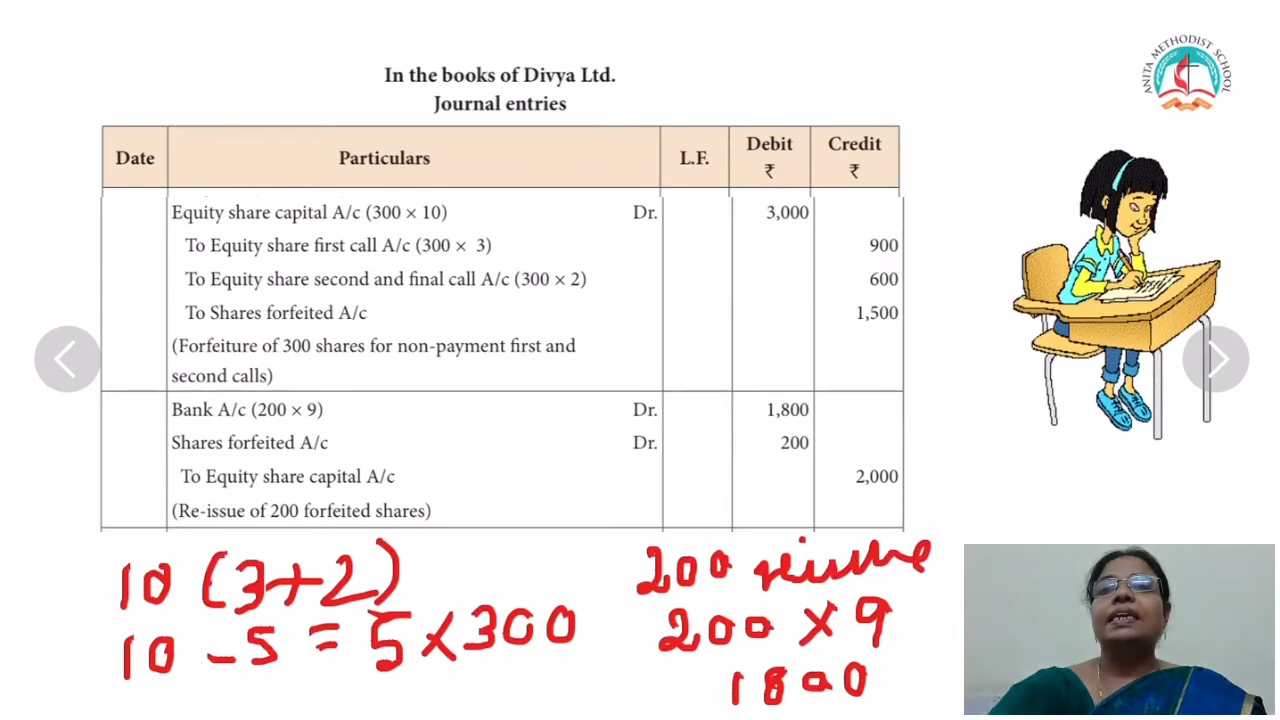 ANITA METHODIST SCHOOL
In the books of Divya Ltd.
Journal entries
Date Particulars L.F. Debit ₹ Credit ₹
Equity share capital A/c (300 × 10) Dr. 3,000
To Equity share first call A/c (300 × 3) 900
To Equity share second and final call A/c (300 × 2) 600
To Shares forfeited A/c 1,500
(Forfeiture of 300 shares for non-payment first and
second calls)
Bank A/c (200 × 9) Dr. 1,800
Shares forfeited A/c Dr. 200
To Equity share capital A/c 2,000
(Re-issue of 200 forfeited shares)
10 (3+2)
10 - 5 = 5 × 300
200
200 × 9
1800